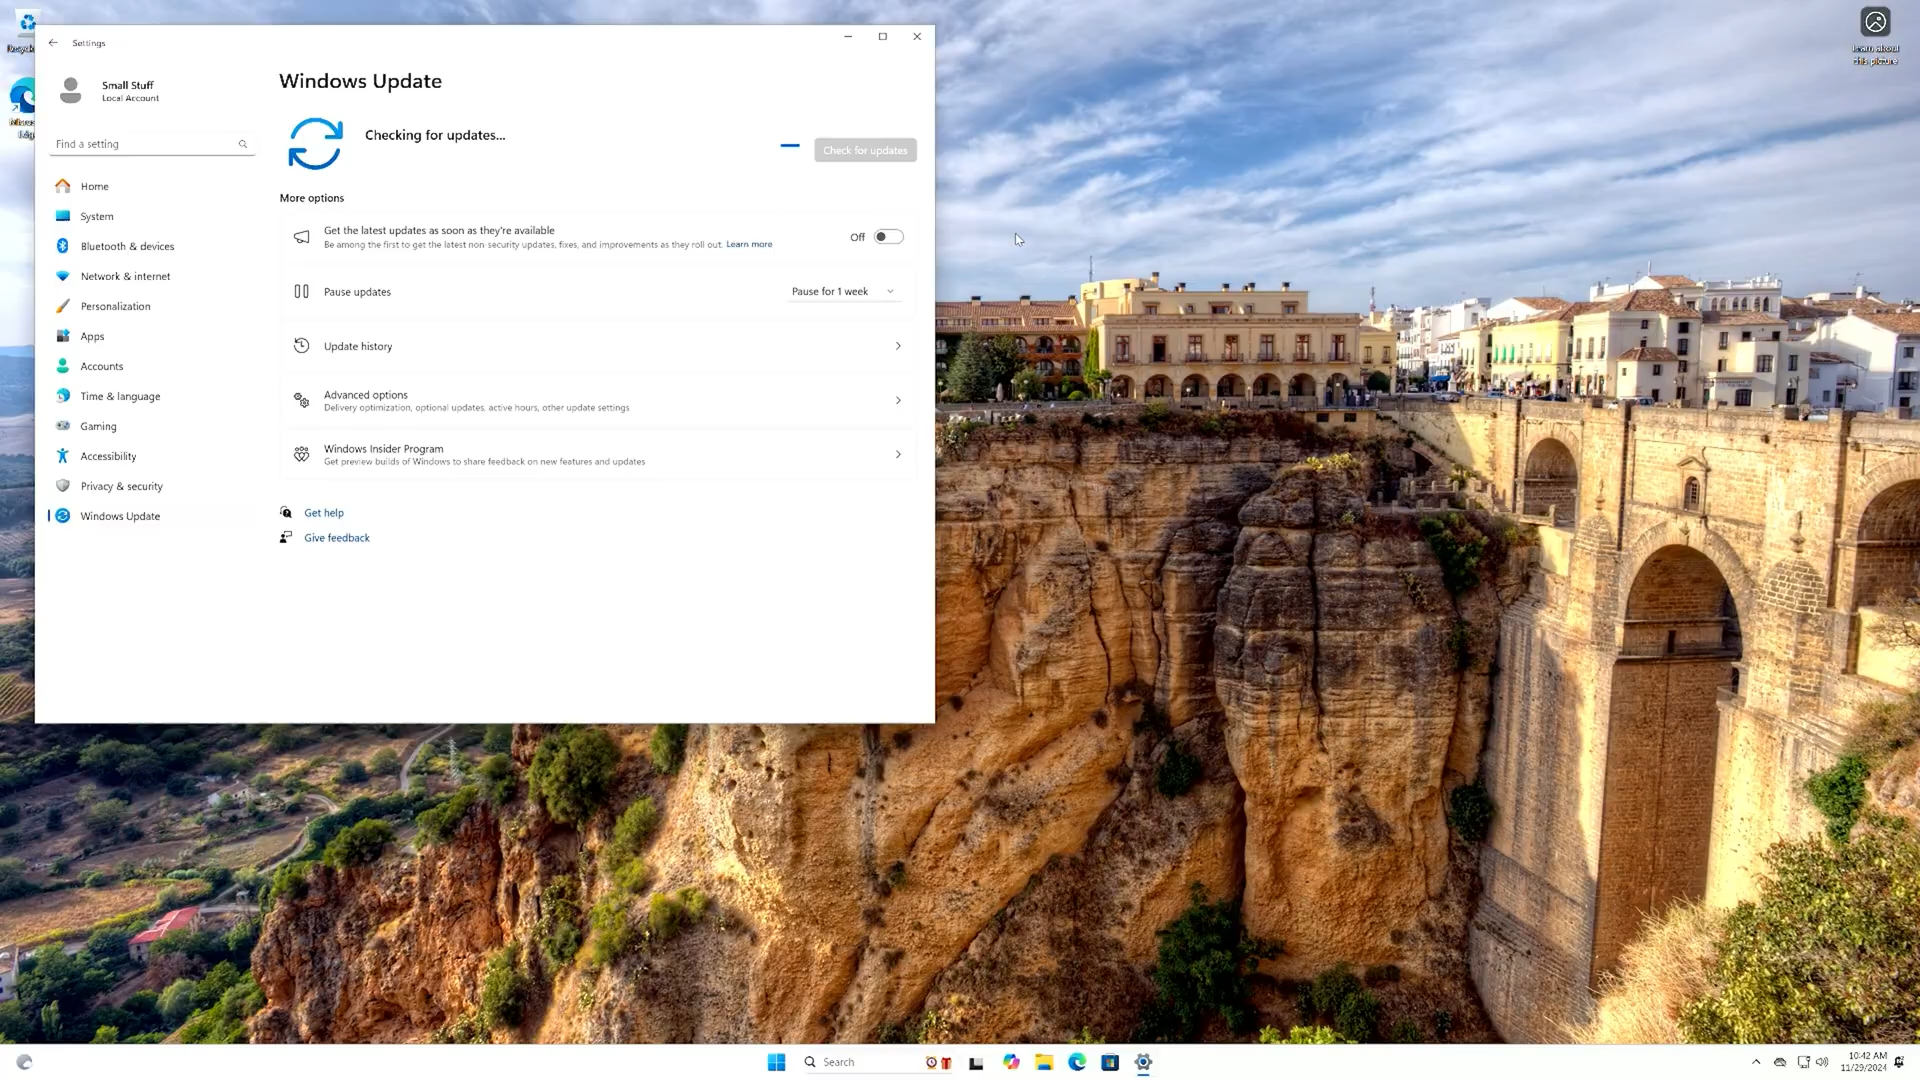 Settings
Small Stuff
Local Account
Find a setting
Home
System
Bluetooth & devices
Network & internet
Personalization
Apps
Accounts
Time & language
Gaming
Accessibility
Privacy & security
Windows Update
Windows Update
Checking for updates...
Check for updates
More options
Get the latest updates as soon as they're available
Be among the first to get the latest non-security updates, fixes, and improvements as they roll out. Learn more
Off
Pause updates
Pause for 1 week
Update history
Advanced options
Delivery optimization, optional updates, active hours, other update settings
Windows Insider Program
Get preview builds of Windows to share feedback on new features and updates
Get help
Give feedback
Learn about
this picture
Search
10:42 AM
11/29/2024